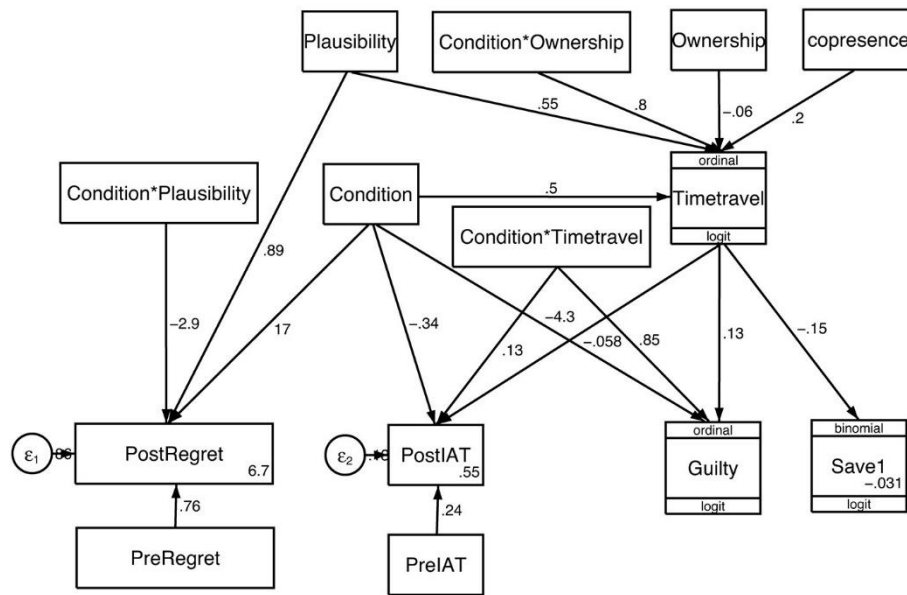 Plausibility
Condition*Ownership
Ownership
copresence
.55
.8
-.06
.2
ordinal
Timetravel
logit
Condition*Plausibility
Condition
.5
Condition*Timetravel
.89
-2.9
17
-.34
.13
-4.3
-.058
.85
.13
-.15
ε1
PostRegret
6.7
ε2
PostIAT
.55
ordinal
Guilty
logit
binomial
Save1
-.031
logit
.76
.24
PreRegret
PreIAT